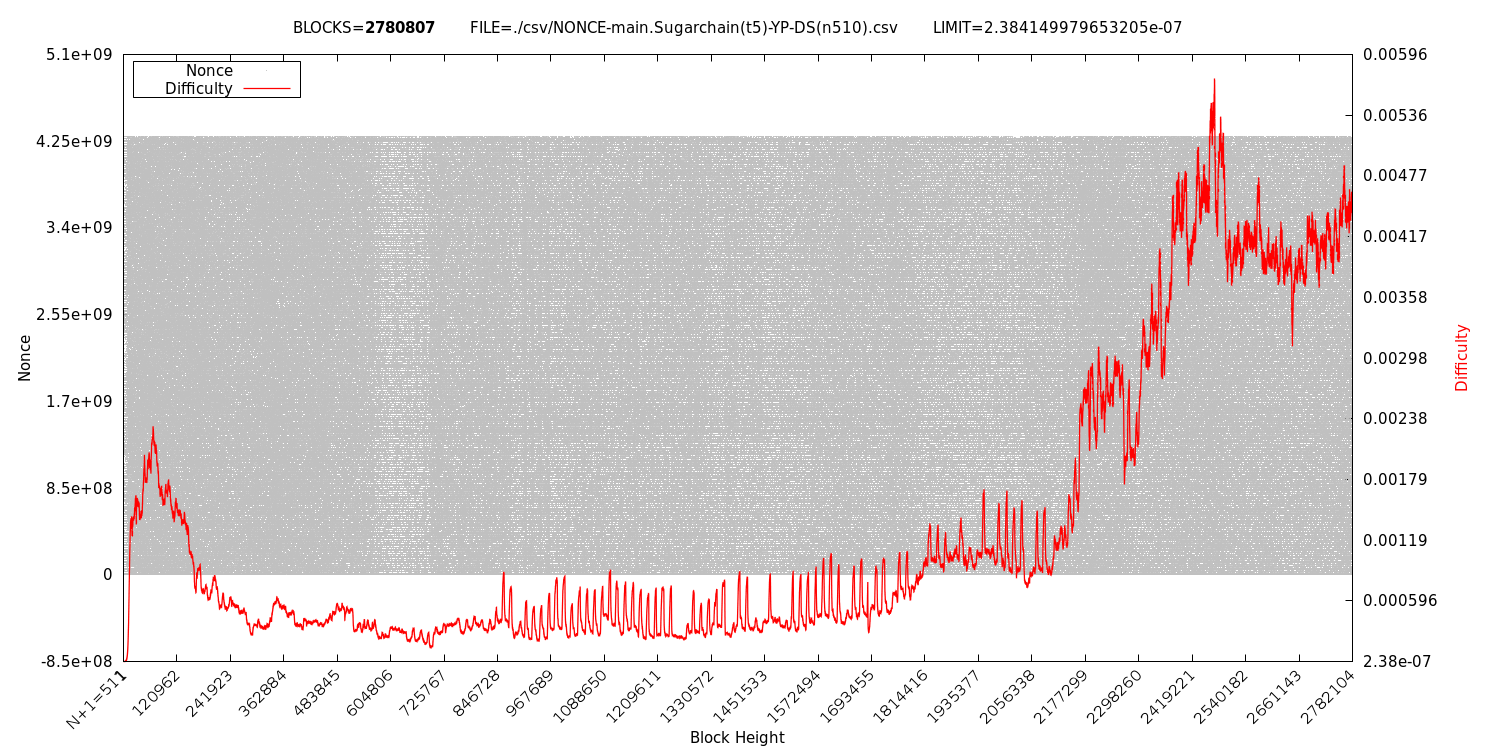 BLOCKS=2780807 FILE=./csv/NONCE-main.Sugarchain(t5)-YP-DS(n510).csv LIMIT=2.384149979653205e-07
Nonce
Difficulty
5.1e+09
4.25e+09
3.4e+09
2.55e+09
1.7e+09
8.5e+08
0
-8.5e+08
Nonce
0.00596
0.00536
0.00477
0.00417
0.00358
0.00298
0.00238
0.00179
0.00119
0.000596
2.38e-07
Difficulty
N+1=511
120962
241923
362884
483845
604806
725767
846728
967689
1088650
1209611
1330572
1451533
1572494
1693455
1814416
1935377
2056338
2177299
2298260
2419221
2540182
2661143
2782104
Block Height